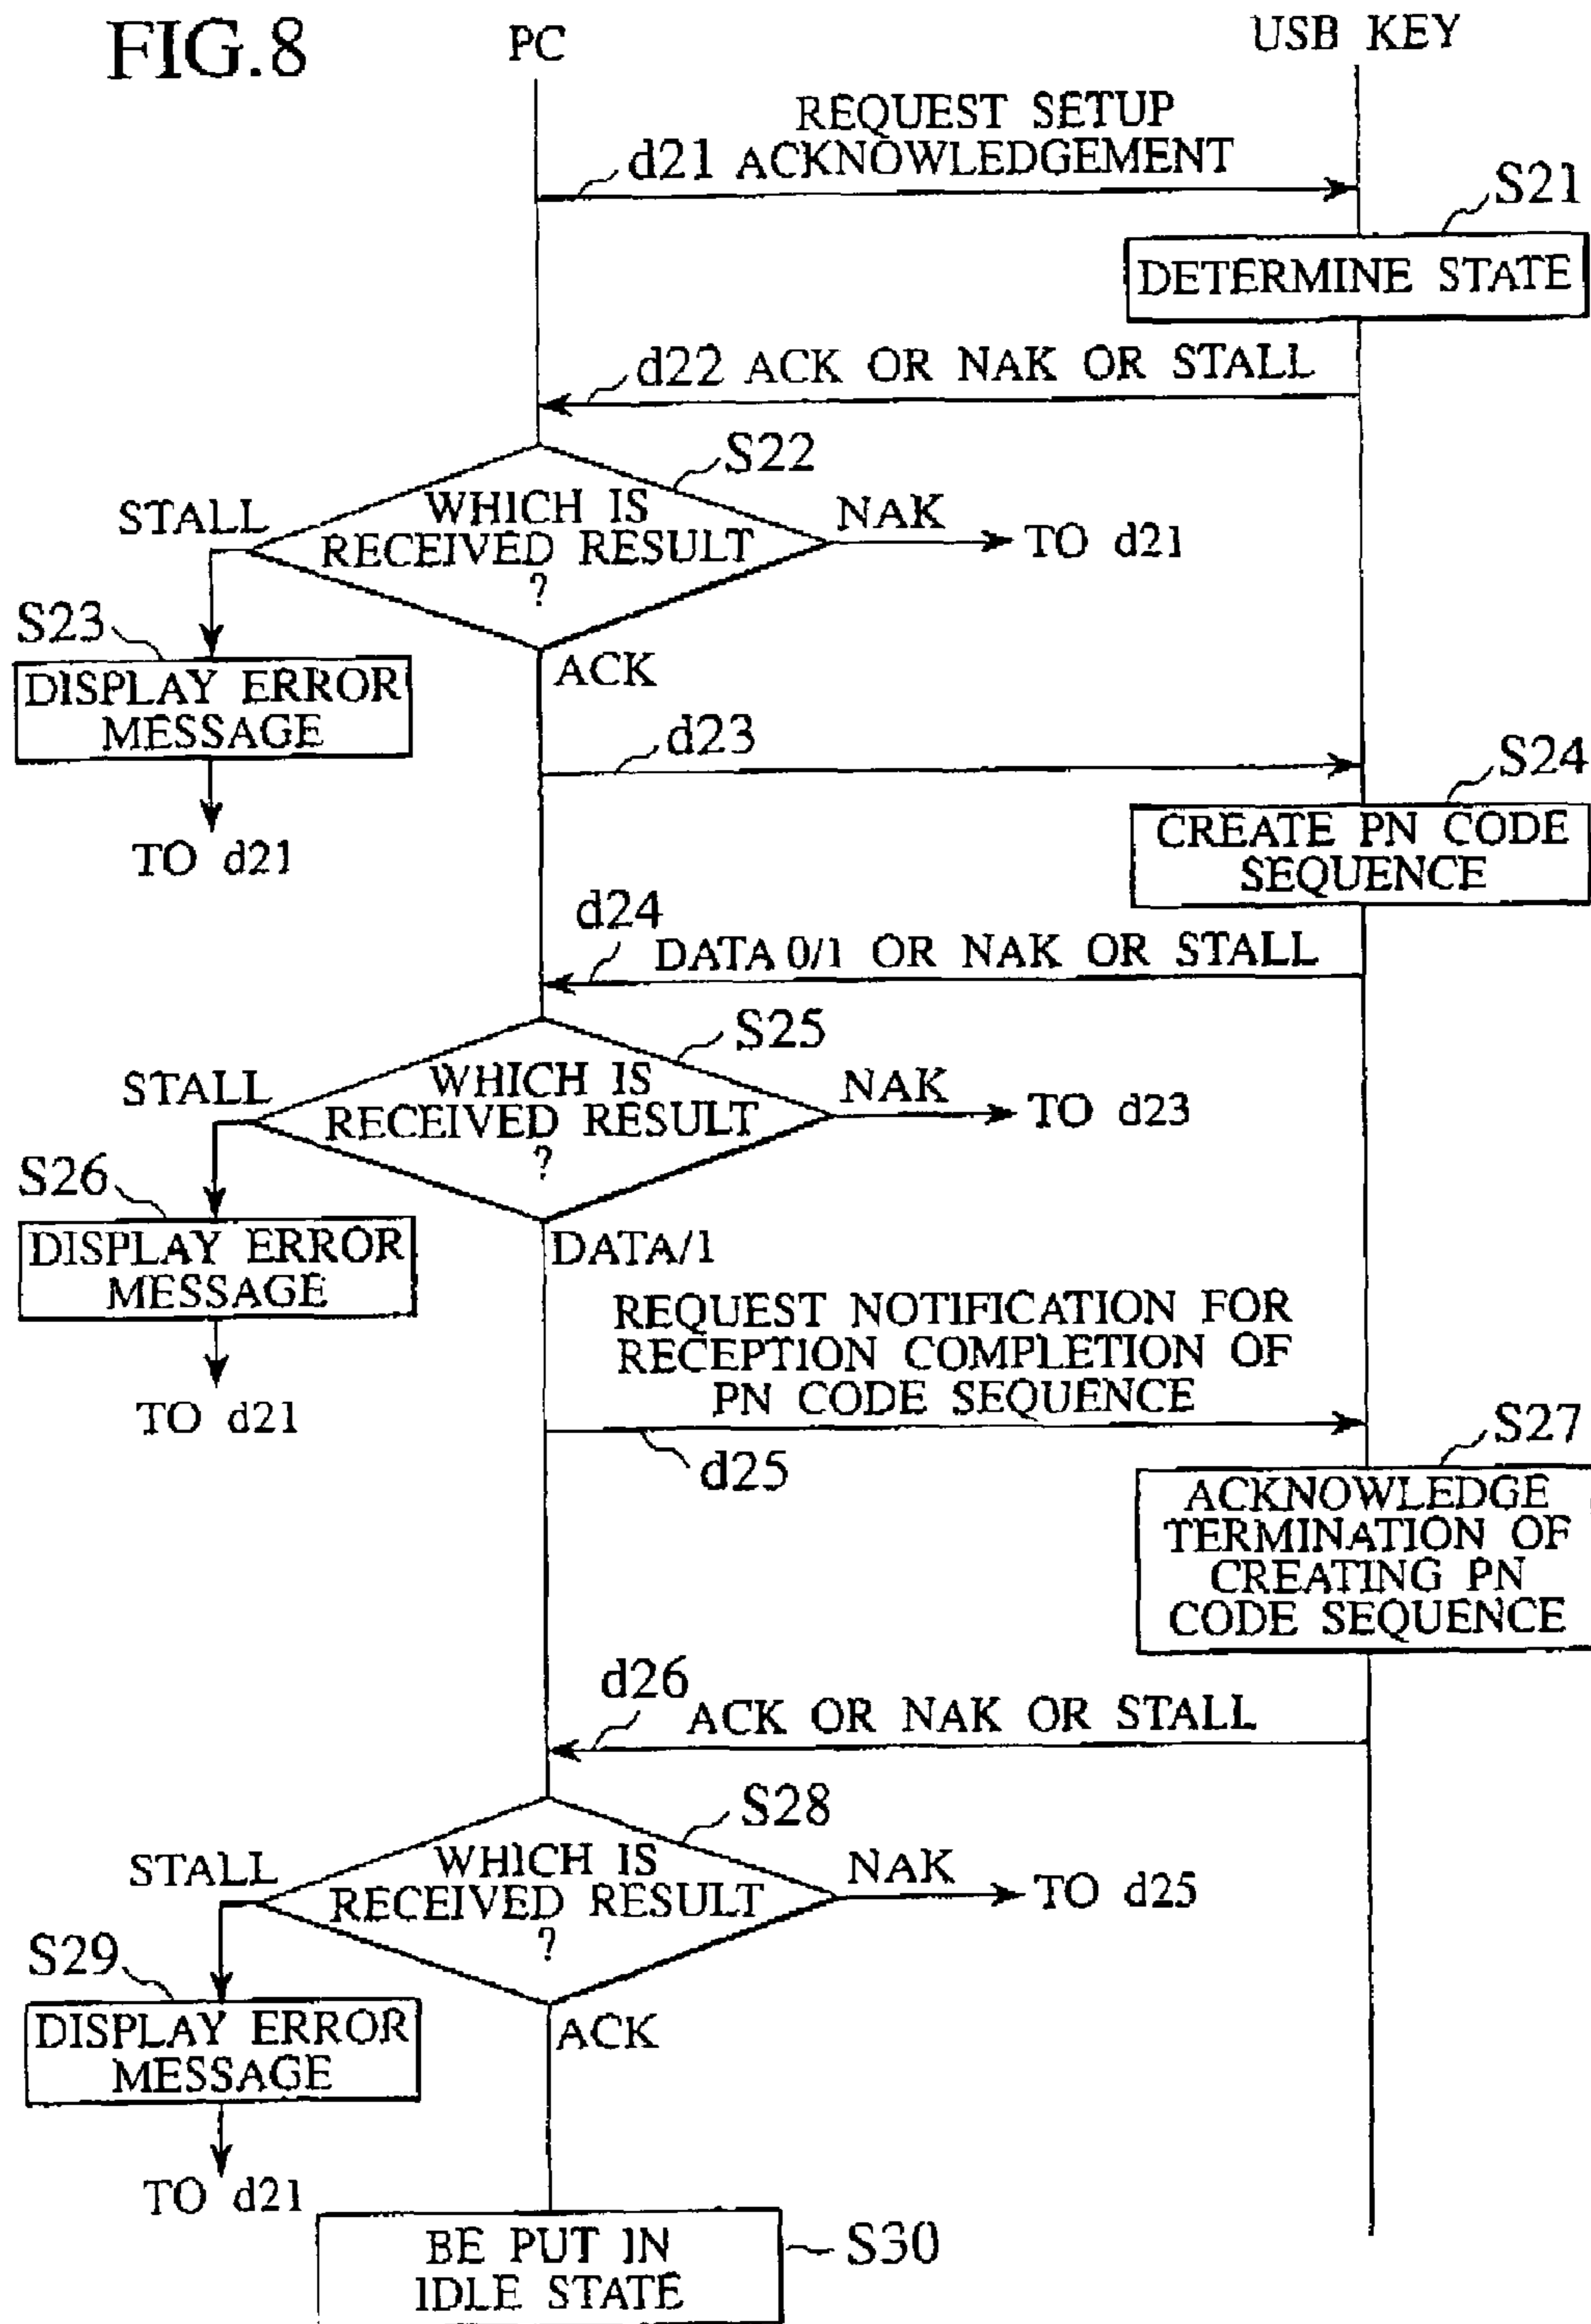 FIG.8
PC
USB KEY
REQUEST SETUP
d21 ACKNOWLEDGEMENT
S21
DETERMINE STATE
d22 ACK OR NAK OR STALL
S22
STALL
WHICH IS
RECEIVED RESULT
?
NAK
TO d21
S23
DISPLAY ERROR
MESSAGE
TO d21
ACK
d23
S24
CREATE PN CODE
SEQUENCE
d24
DATA 0/1 OR NAK OR STALL
S25
STALL
WHICH IS
RECEIVED RESULT
?
NAK
TO d23
S26
DISPLAY ERROR
MESSAGE
TO d21
DATA/1
REQUEST NOTIFICATION FOR
RECEPTION COMPLETION OF
PN CODE SEQUENCE
d25
S27
ACKNOWLEDGE
TERMINATION OF
CREATING PN
CODE SEQUENCE
d26
ACK OR NAK OR STALL
S28
STALL
WHICH IS
RECEIVED RESULT
?
NAK
TO d25
S29
DISPLAY ERROR
MESSAGE
TO d21
ACK
BE PUT IN
IDLE STATE
S30